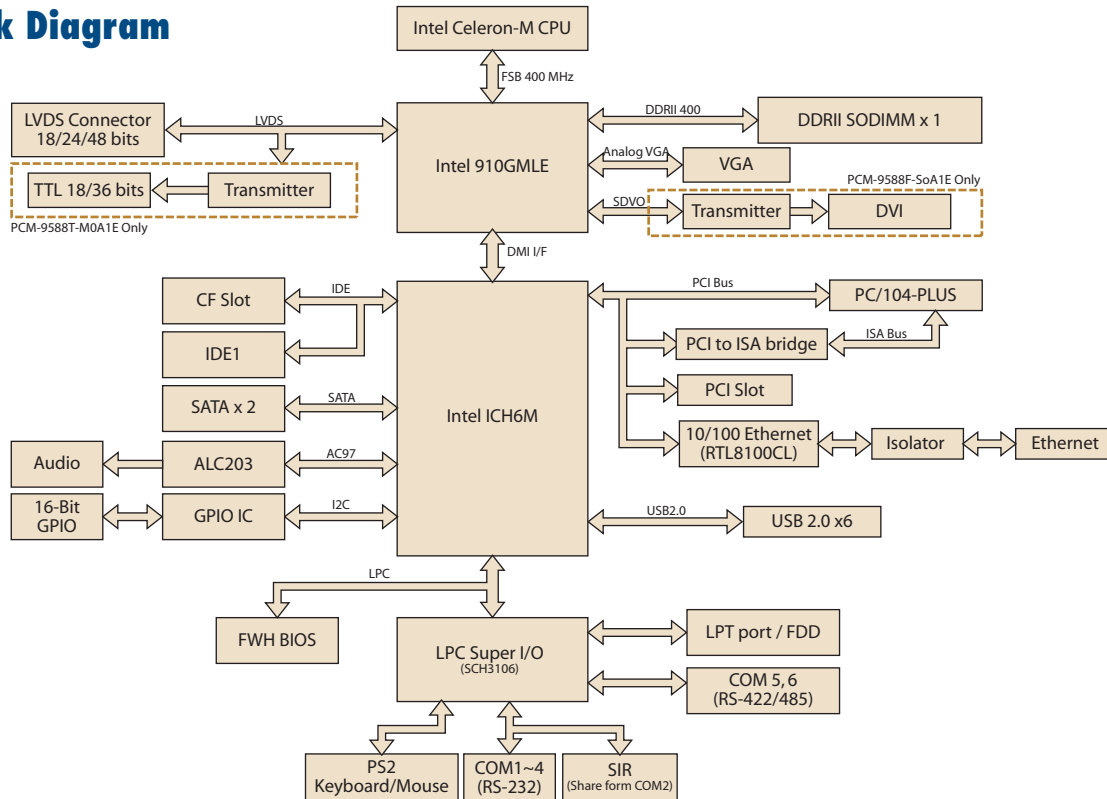 k Diagram
Intel Celeron-M CPU
FSB 400 MHz
LVDS Connector
18/24/48 bits
LVDS
Intel 910GMLE
DDRII 400
DDRII SODIMM x 1
Analog VGA
VGA
TTL 18/36 bits
Transmitter
PCM-9588T-M0A1E Only
PCM-9588F-SoA1E Only
SDVO
Transmitter
DVI
DMI I/F
CF Slot
IDE
IDE1
SATA x 2
SATA
Intel ICH6M
Audio
ALC203
AC97
16-Bit
GPIO
GPIO IC
I2C
PCI Bus
PC/104-PLUS
PCI to ISA bridge
ISA Bus
PCI Slot
10/100 Ethernet
(RTL8100CL)
Isolator
Ethernet
USB2.0
USB 2.0 x6
LPC
FWH BIOS
LPC Super I/O
(SCH3106)
LPT port / FDD
COM 5, 6
(RS-422/485)
PS2
Keyboard/Mouse
COM1~4
(RS-232)
SIR
(Share form COM2)